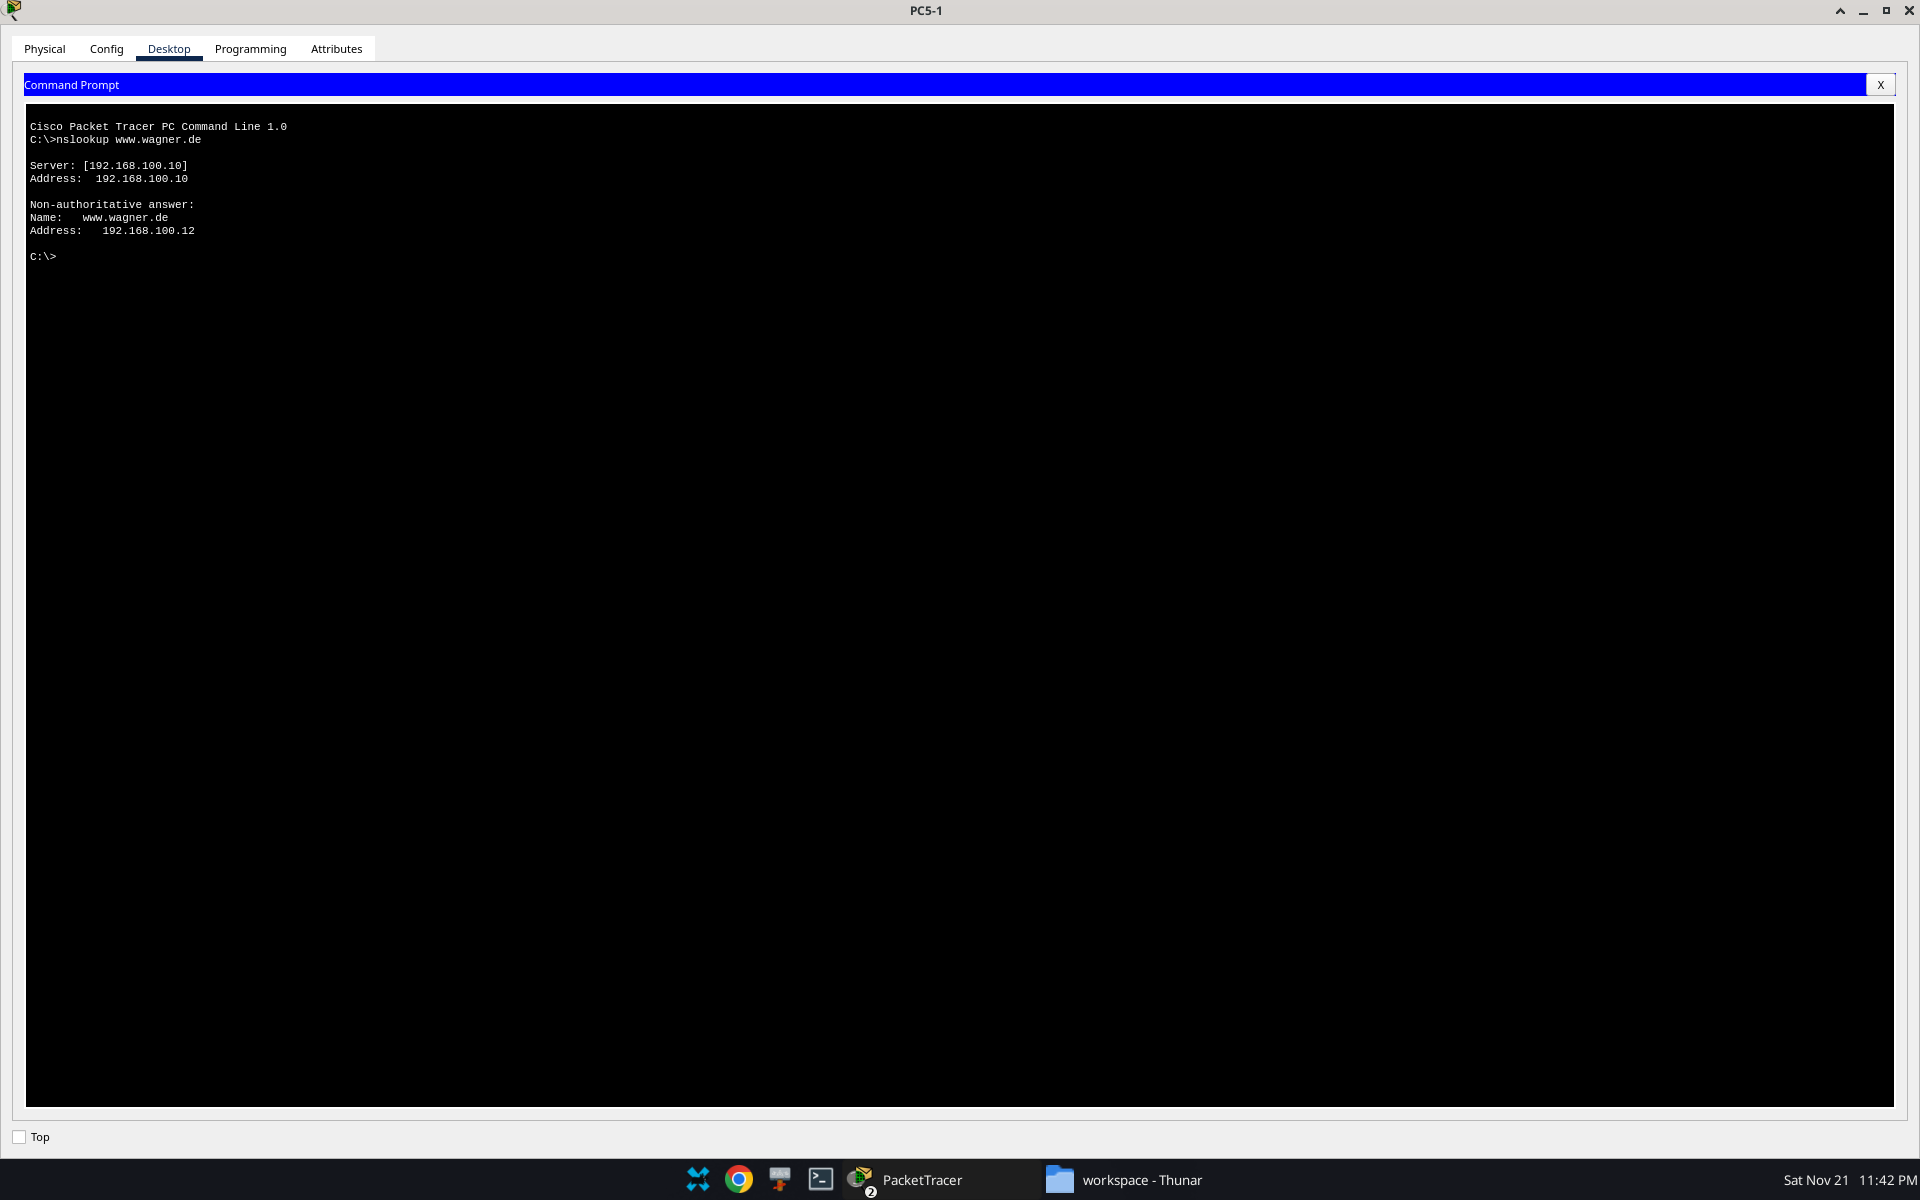 PC5-1
Physical Config Desktop Programming Attributes
Command Prompt
X
Cisco Packet Tracer PC Command Line 1.0
C:\>nslookup www.wagner.de
Server: [192.168.100.10]
Address:  192.168.100.10
Non-authoritative answer:
Name:   www.wagner.de
Address:   192.168.100.12
C:\>
Top
2
PacketTracer
workspace - Thunar
Sat Nov 21 11:42 PM